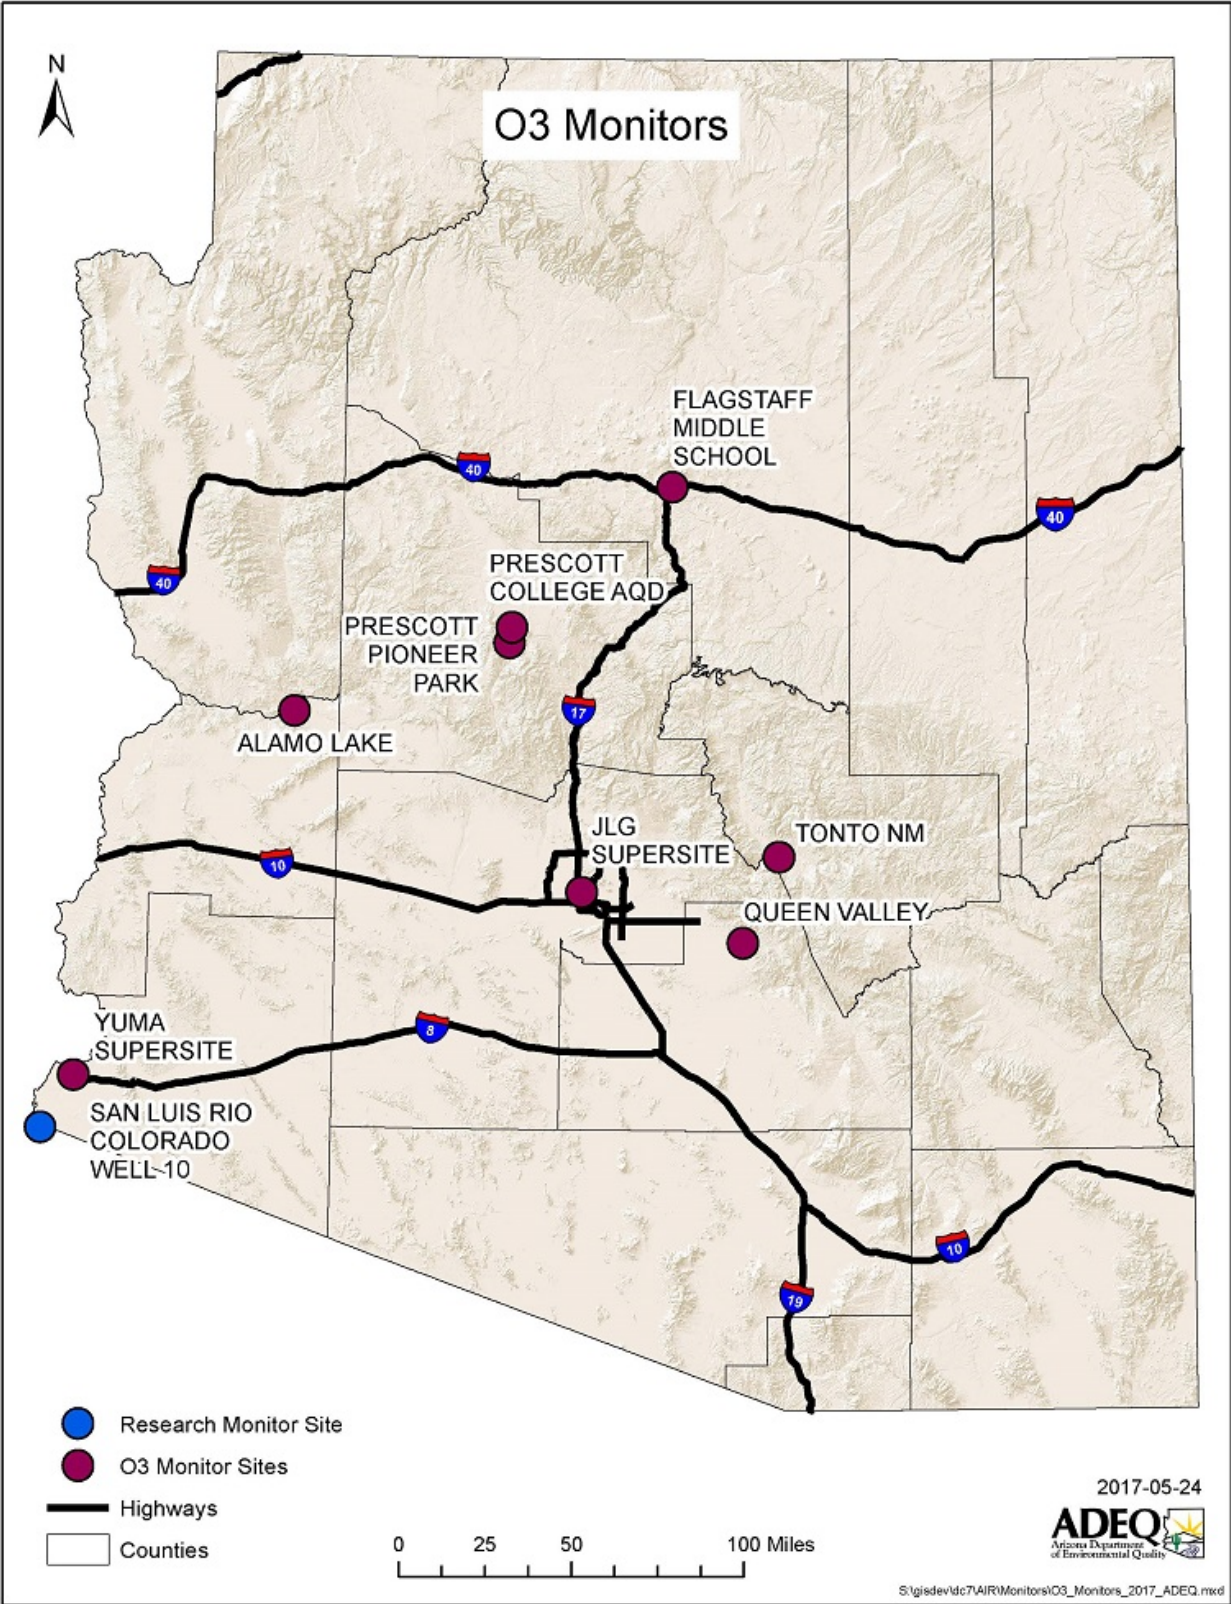 N
O3 Monitors
FLAGSTAFF
MIDDLE
SCHOOL
40
40
40
PRESCOTT
COLLEGE AQD
PRESCOTT
PIONEER
PARK
17
ALAMO LAKE
JLG
SUPERSITE
TONTO NM
10
QUEEN VALLEY
YUMA
SUPERSITE
8
SAN LUIS RIO
COLORADO
WELL 10
10
19
Research Monitor Site
O3 Monitor Sites
Highways
Counties
0 25 50 100 Miles
2017-05-24
ADEQ
Arizona Department
of Environmental Quality
S:\gisdev\dc7\AIR\Monitors\O3_Monitors_2017_ADEQ.mxd